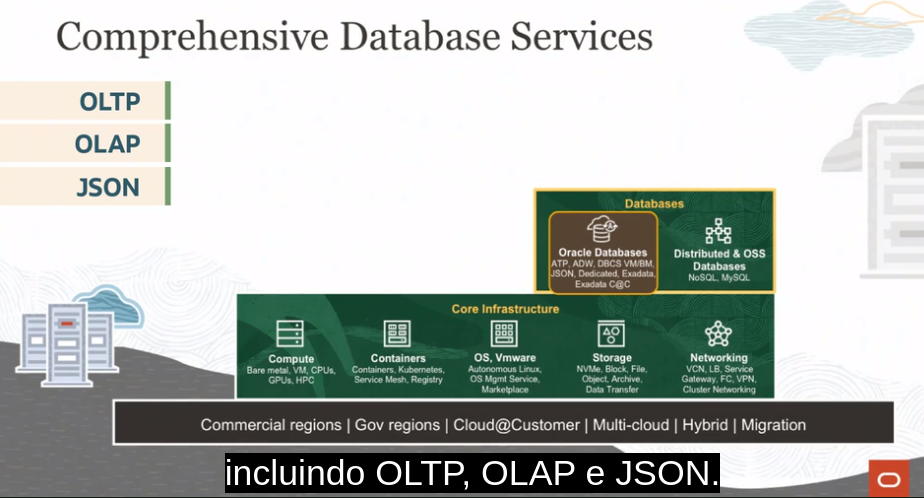 Comprehensive Database Services
OLTP
OLAP
JSON
Databases
Oracle Databases
ATP, ADW, DBCS VM/BM,
JSON, Dedicated, Exadata,
Exadata C@C
Distributed & OSS
Databases
NoSQL, MySQL
Core Infrastructure
Compute
Bare metal, VM, CPUs,
GPUs, HPC
Containers
Containers, Kubernetes,
Service Mesh, Registry
OS, Vmware
Autonomous Linux,
OS Mgmt Service,
Marketplace
Storage
NVMe, Block, File,
Object, Archive,
Data Transfer
Networking
VCN, LB, Service
Gateway, FC, VPN,
Cluster Networking
Commercial regions | Gov regions | Cloud@Customer | Multi-cloud | Hybrid | Migration
incluindo OLTP, OLAP e JSON.